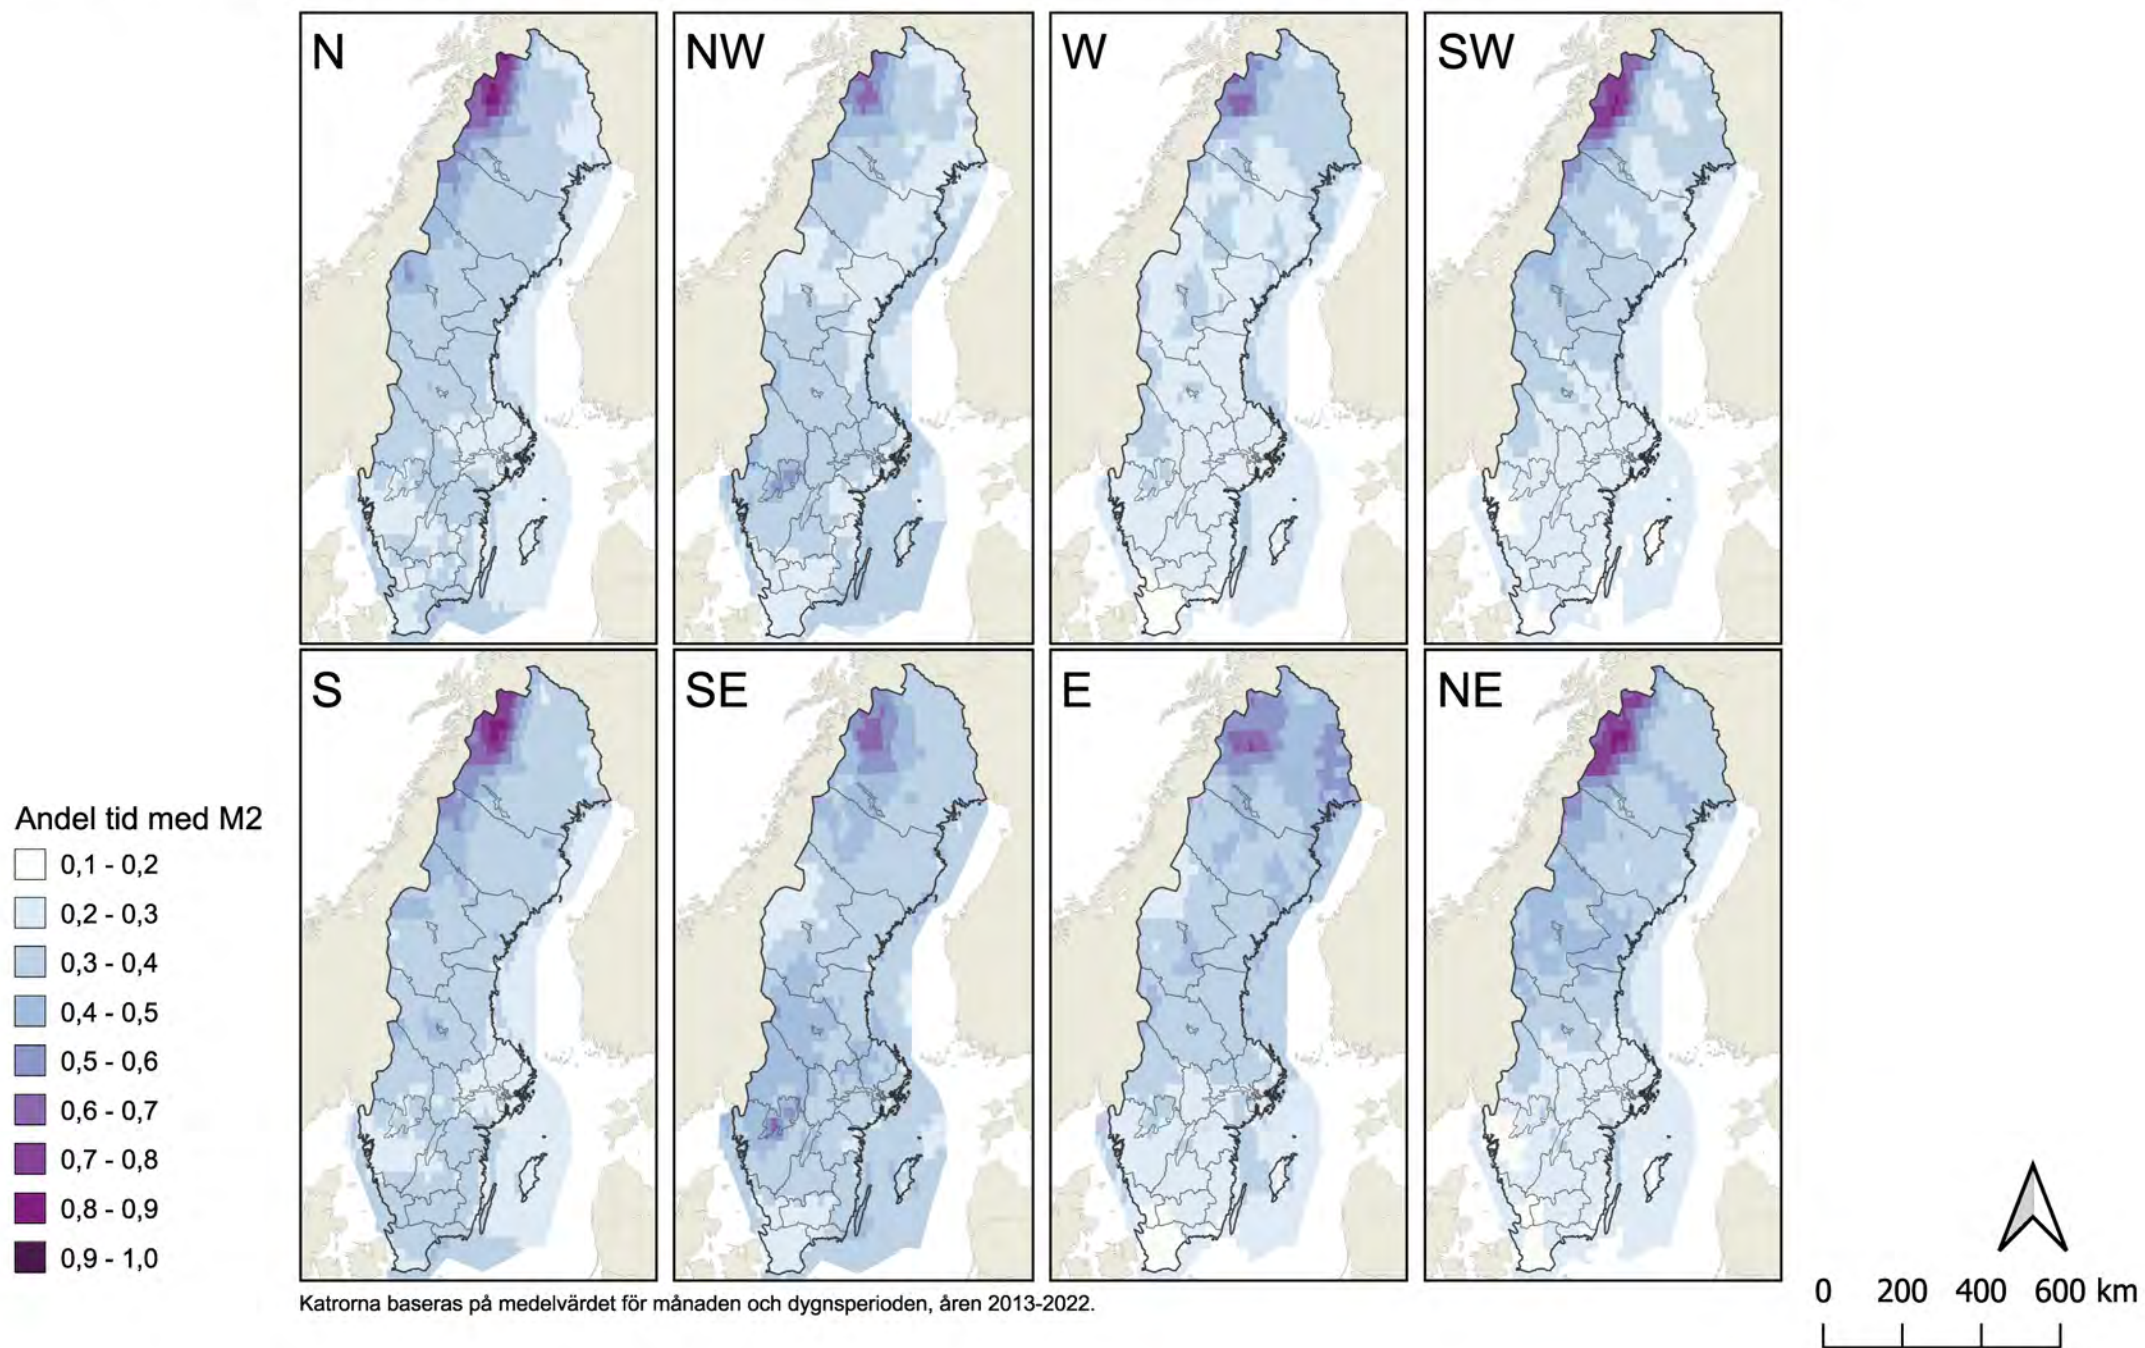 N
NW
W
SW
S
SE
E
NE
Andel tid med M2
0,1 - 0,2
0,2 - 0,3
0,3 - 0,4
0,4 - 0,5
0,5 - 0,6
0,6 - 0,7
0,7 - 0,8
0,8 - 0,9
0,9 - 1,0
Katrorna baseras på medelvärdet för månaden och dygnsperioden, åren 2013-2022.
0 200 400 600 km